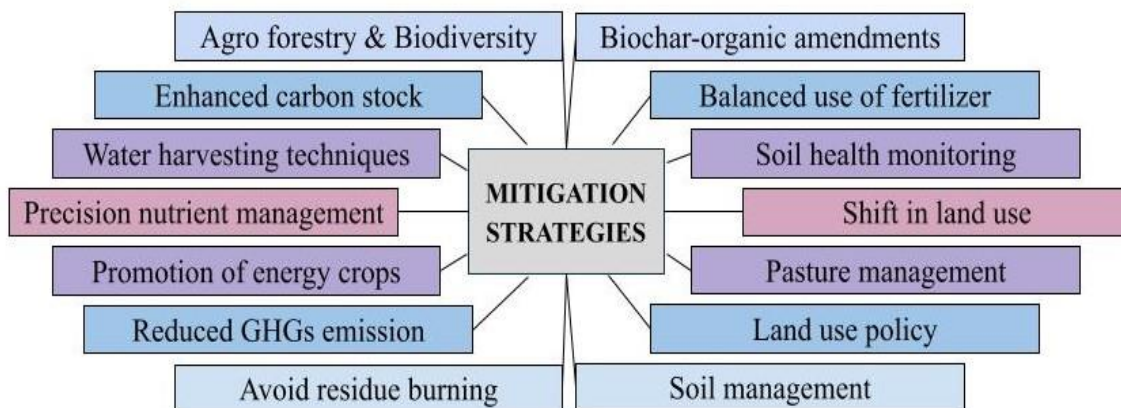 Agro forestry & Biodiversity
Biochar-organic amendments
Enhanced carbon stock
Balanced use of fertilizer
Water harvesting techniques
Soil health monitoring
MITIGATION
STRATEGIES
Precision nutrient management
Shift in land use
Promotion of energy crops
Pasture management
Reduced GHGs emission
Land use policy
Avoid residue burning
Soil management